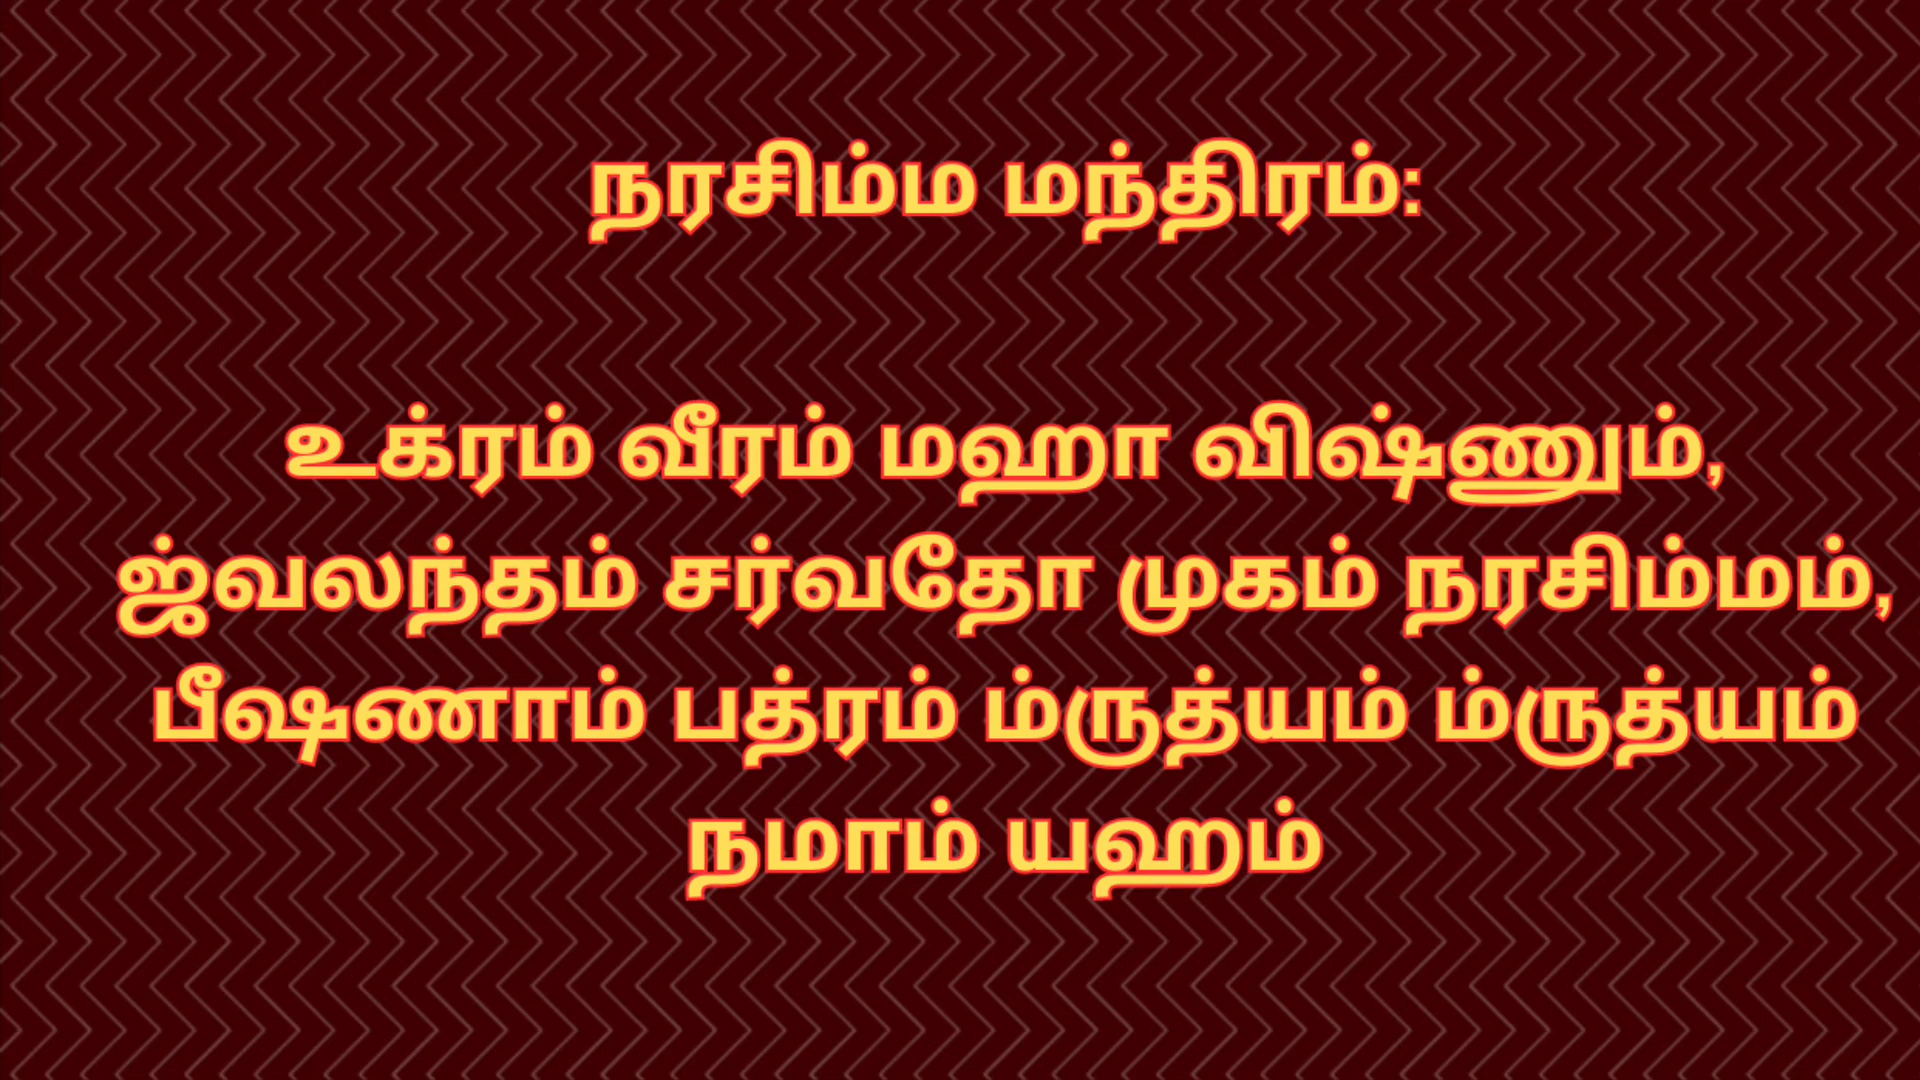 நரசிம்ம மந்திரம்:
உக்ரம் வீரம் மஹா விஷ்ணும்,
ஜ்வலந்தம் சர்வதோ முகம் நரசிம்மம்,
பீஷணாம் பத்ரம் ம்ருத்யம் ம்ருத்யம்
நமாம் யஹம்